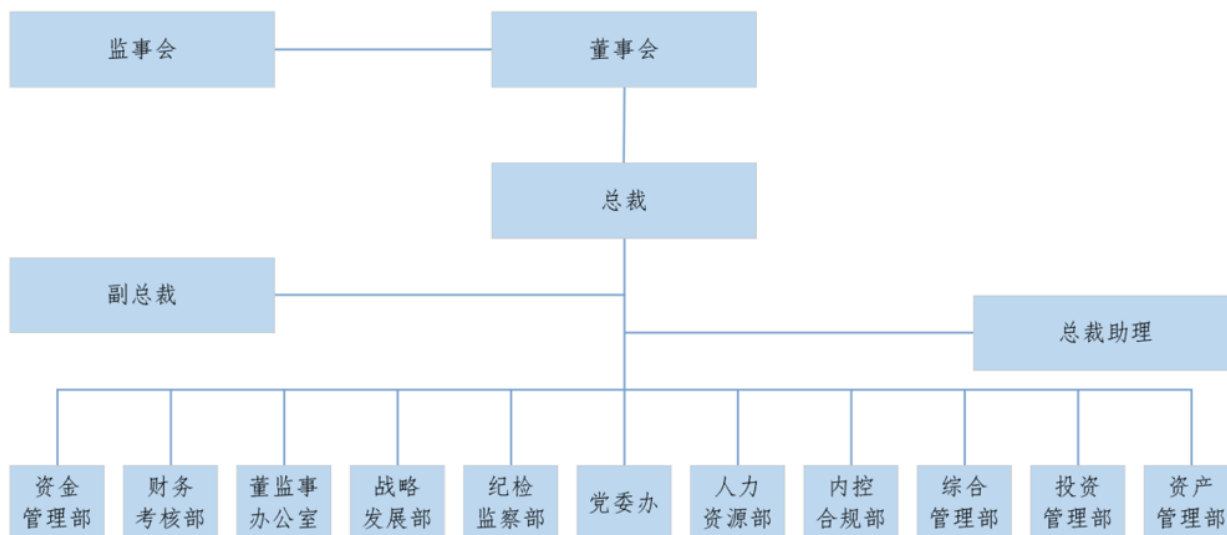 监事会
董事会
总裁
副总裁
总裁助理
资金
管理部
财务
考核部
董监事
办公室
战略
发展部
纪检
监察部
党委办
人力
资源部
内控
合规部
综合
管理部
投资
管理部
资产
管理部